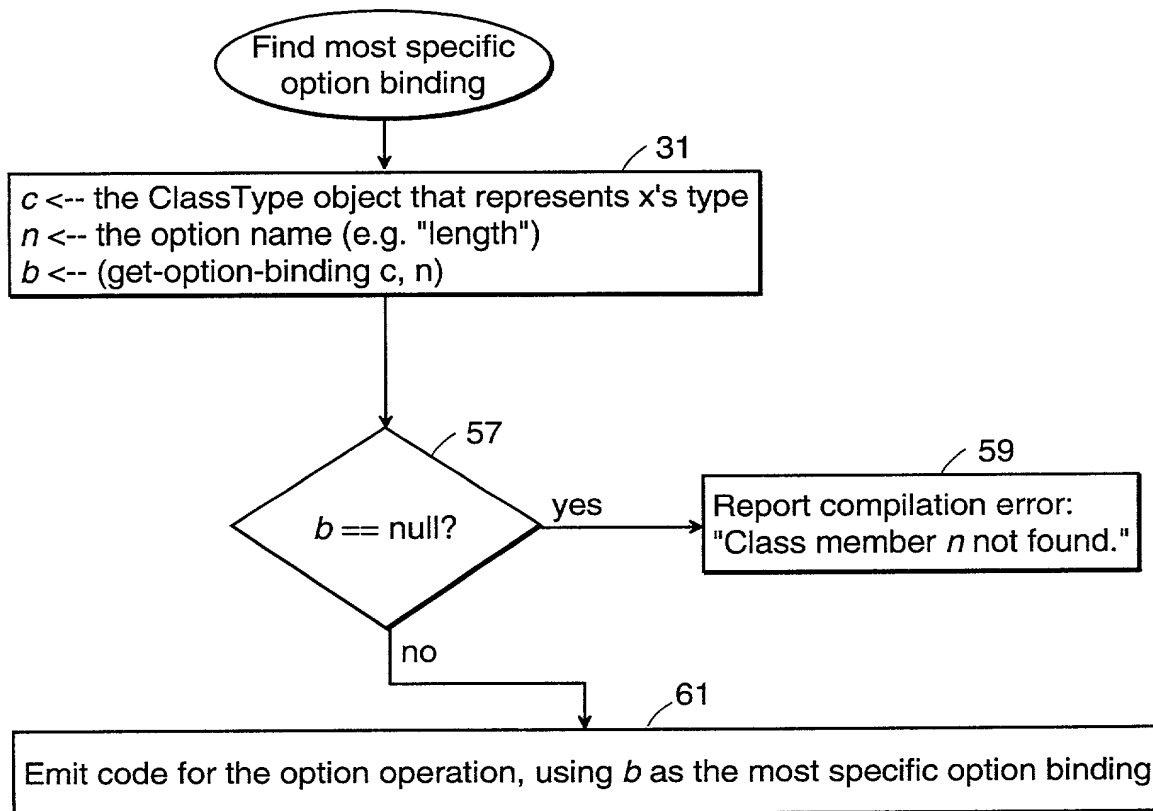 Find most specific
option binding
31
c <-- the ClassType object that represents x's type
n <-- the option name (e.g. "length")
b <-- (get-option-binding c, n)
57
b == null?
yes
59
Report compilation error:
"Class member n not found."
no
61
Emit code for the option operation, using b as the most specific option binding